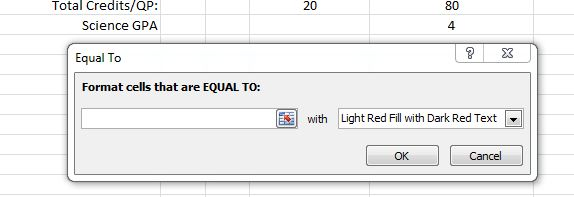 Total Credits/QP: 20 80
Science GPA 4
Equal To
Format cells that are EQUAL TO:
with Light Red Fill with Dark Red Text
OK Cancel